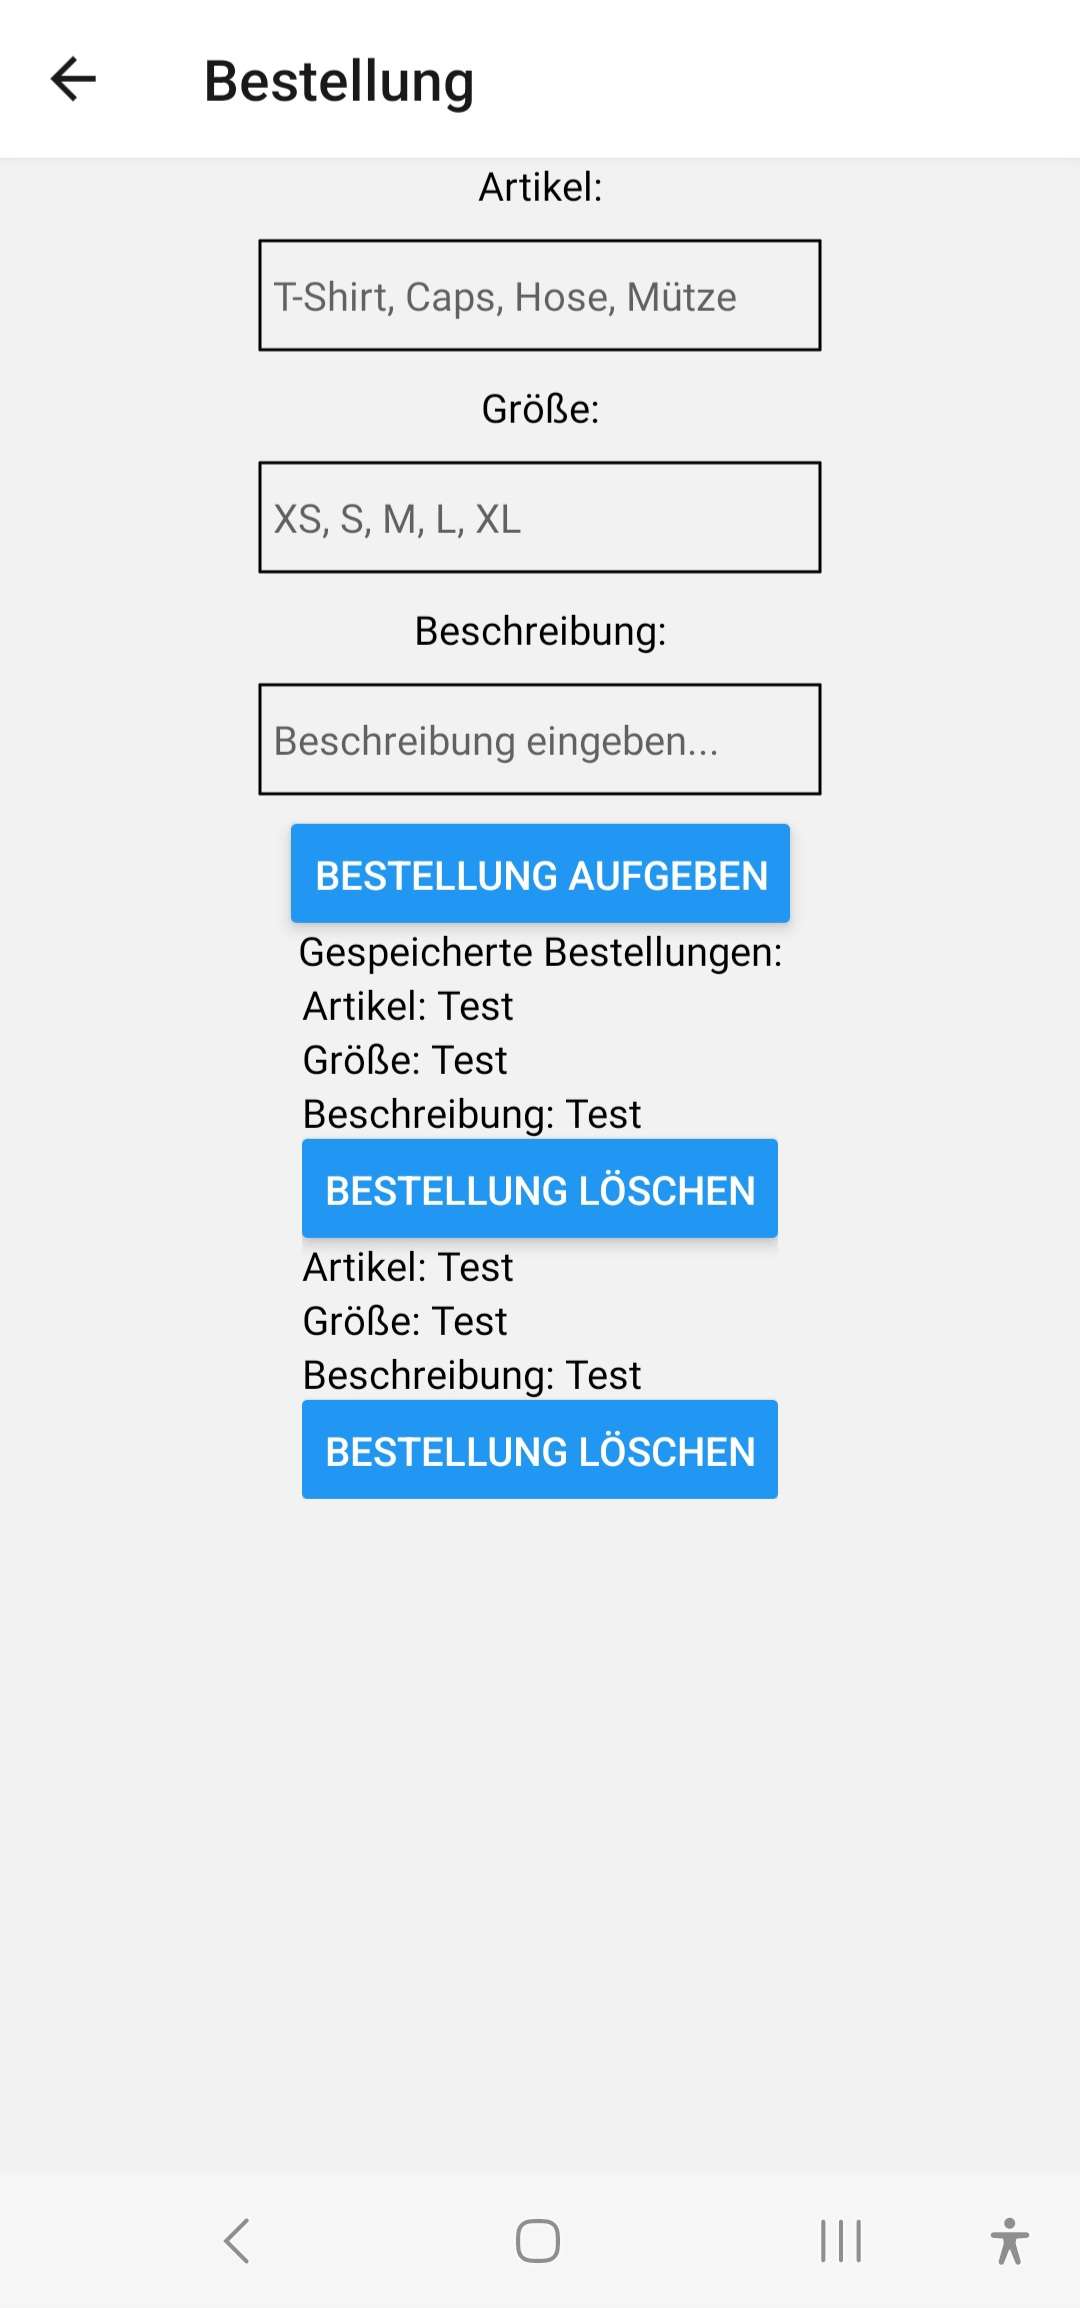 Bestellung
Artikel:
T-Shirt, Caps, Hose, Mütze
Größe:
XS, S, M, L, XL
Beschreibung:
Beschreibung eingeben...
BESTELLUNG AUFGEBEN
Gespeicherte Bestellungen:
Artikel: Test
Größe: Test
Beschreibung: Test
BESTELLUNG LÖSCHEN
Artikel: Test
Größe: Test
Beschreibung: Test
BESTELLUNG LÖSCHEN